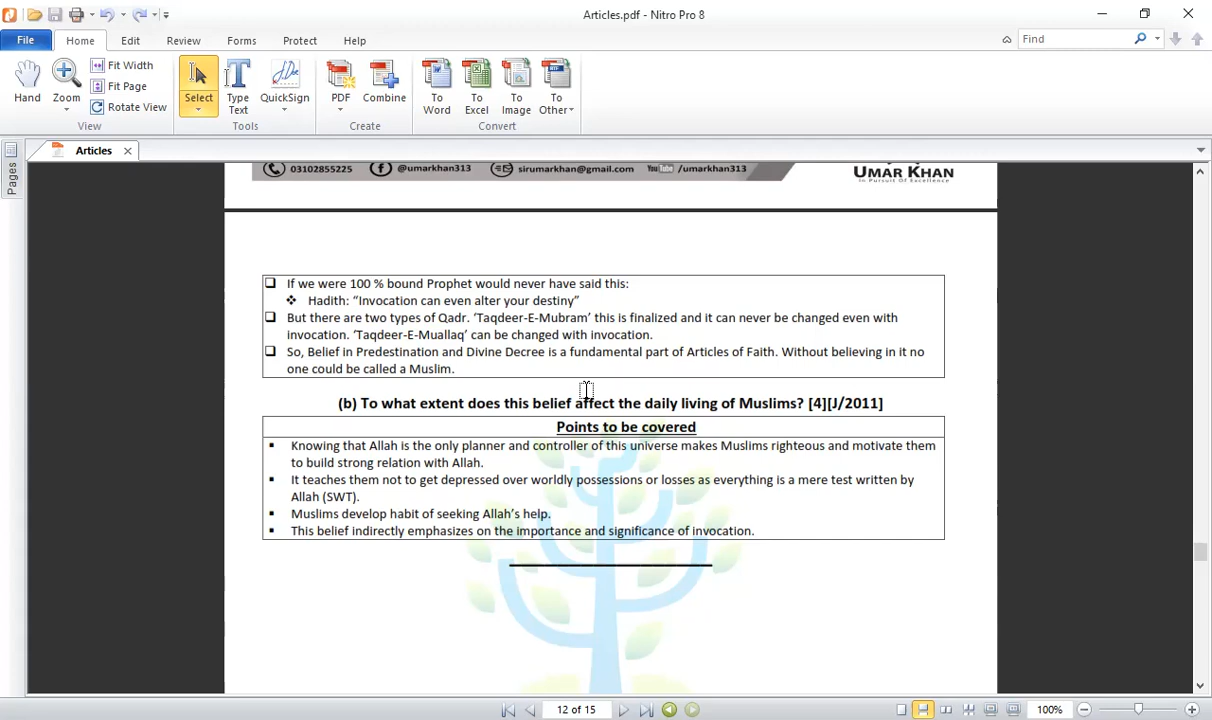 Articles.pdf - Nitro Pro 8
File Home Edit Review Forms Protect Help Find
Hand Zoom Fit Width Fit Page Rotate View Select Type Text QuickSign PDF Combine To Word To Excel To Image To Other
View Tools Create Convert
Articles
Pages
03102855225 @umarkhan313 sirumarkhan@gmail.com YouTube /umarkhan313 UMAR KHAN
In Pursuit Of Excellence
❑ If we were 100 % bound Prophet would never have said this:
❖ Hadith: “Invocation can even alter your destiny”
❑ But there are two types of Qadr. ‘Taqdeer-E-Mubram’ this is finalized and it can never be changed even with
invocation. ‘Taqdeer-E-Muallaq’ can be changed with invocation.
❑ So, Belief in Predestination and Divine Decree is a fundamental part of Articles of Faith. Without believing in it no
one could be called a Muslim.
(b) To what extent does this belief affect the daily living of Muslims? [4][J/2011]
Points to be covered
▪ Knowing that Allah is the only planner and controller of this universe makes Muslims righteous and motivate them
to build strong relation with Allah.
▪ It teaches them not to get depressed over worldly possessions or losses as everything is a mere test written by
Allah (SWT).
▪ Muslims develop habit of seeking Allah’s help.
▪ This belief indirectly emphasizes on the importance and significance of invocation.
12 of 15 100%